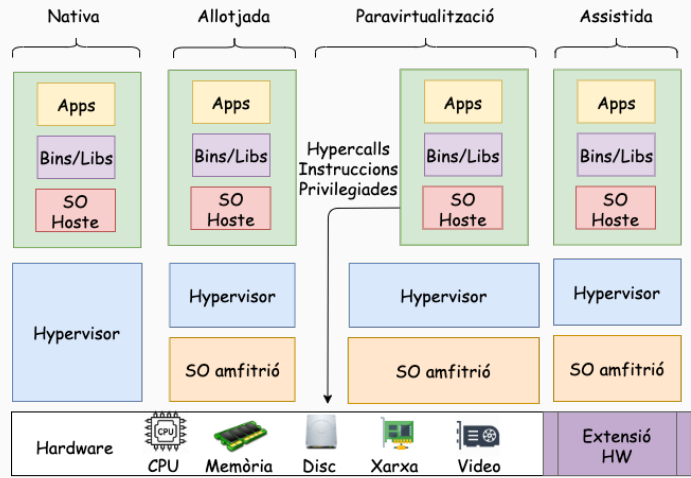 Nativa
Allotjada
Paravirtualització
Assistida
Apps
Bins/Libs
SO
Hoste
Apps
Bins/Libs
SO
Hoste
Hypercalls
Instruccions
Privilegiades
Apps
Bins/Libs
SO
Hoste
Apps
Bins/Libs
SO
Hoste
Hypervisor
Hypervisor
SO amfitrió
Hypervisor
SO amfitrió
Hypervisor
SO amfitrió
Hardware
CPU
CPU
Memòria
Disc
Xarxa
Video
Extensió
HW